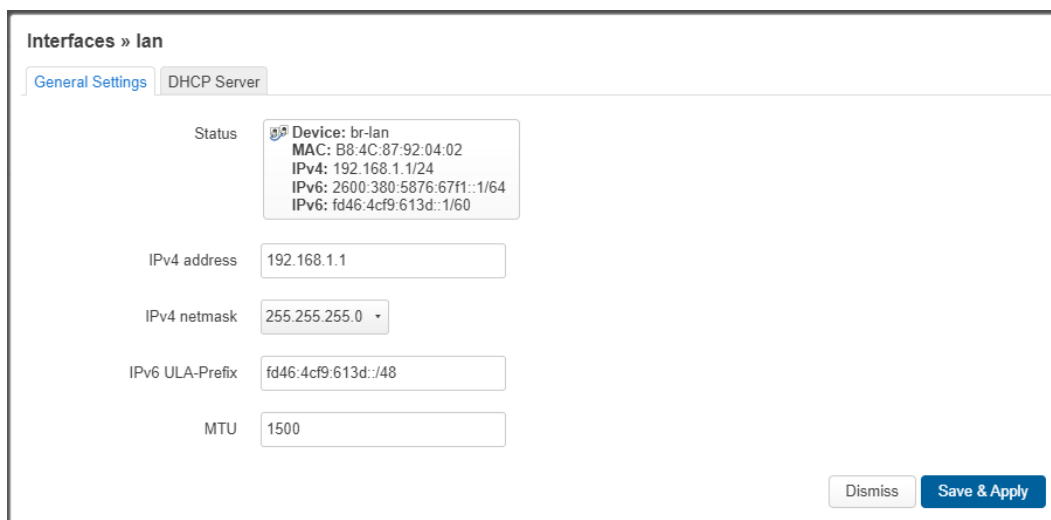 Interfaces » lan
General Settings DHCP Server
Status
Device: br-lan
MAC: B8:4C:87:92:04:02
IPv4: 192.168.1.1/24
IPv6: 2600:380:5876:67f1::1/64
IPv6: fd46:4cf9:613d::1/60
IPv4 address 192.168.1.1
IPv4 netmask 255.255.255.0
IPv6 ULA-Prefix fd46:4cf9:613d::/48
MTU 1500
Dismiss Save & Apply